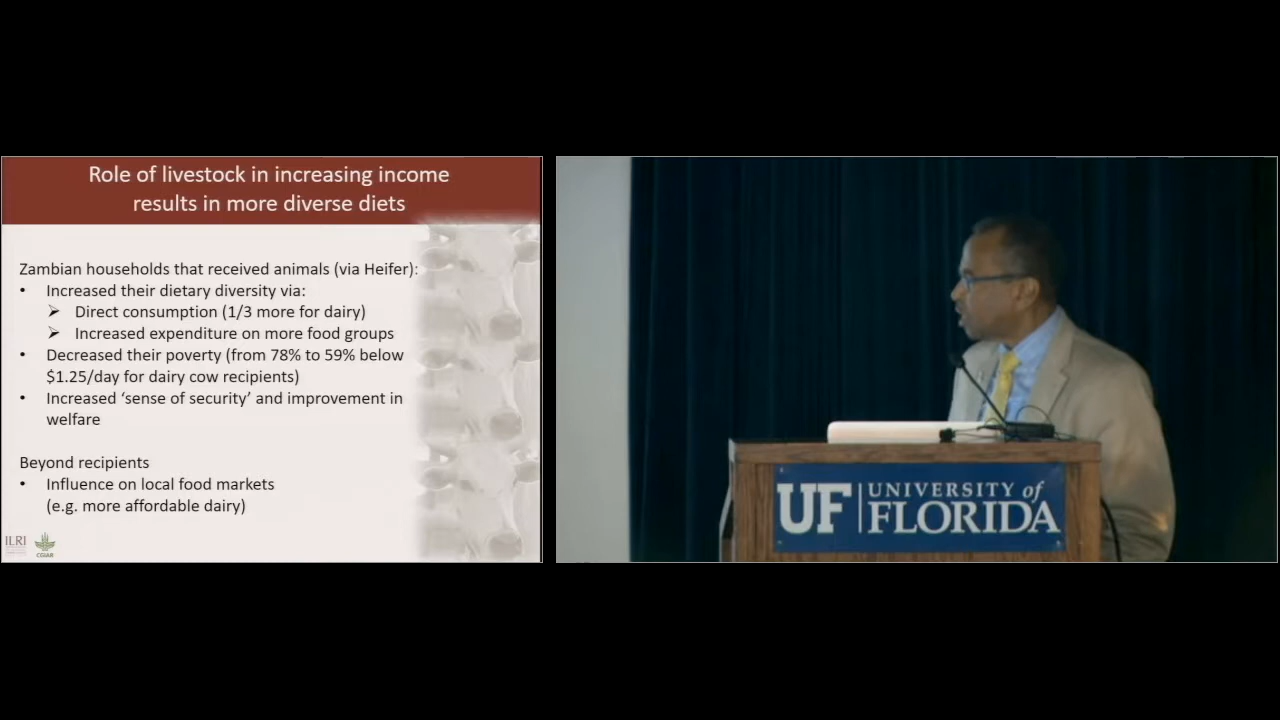 Role of livestock in increasing income
results in more diverse diets
Zambian households that received animals (via Heifer):
• Increased their dietary diversity via:
➢ Direct consumption (1/3 more for dairy)
➢ Increased expenditure on more food groups
• Decreased their poverty (from 78% to 59% below
$1.25/day for dairy cow recipients)
• Increased ‘sense of security’ and improvement in
welfare
Beyond recipients
• Influence on local food markets
(e.g. more affordable dairy)
ILRI
CGIAR
UF UNIVERSITY of
FLORIDA